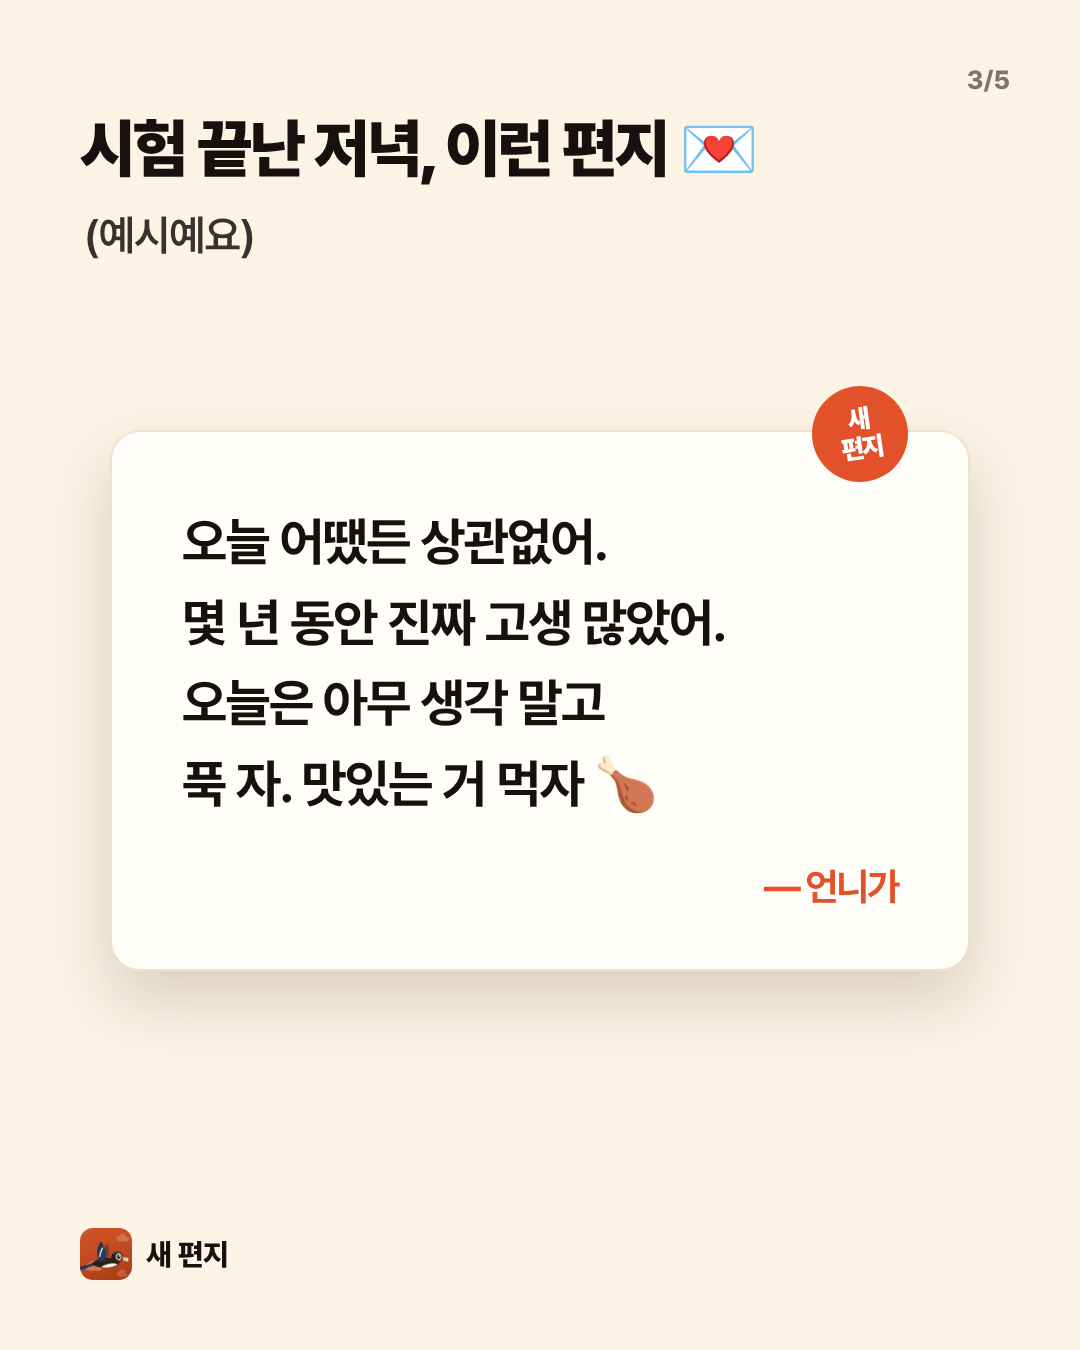 3/5
시험 끝난 저녁, 이런 편지 💌
(예시예요)
새
편지
오늘 어땠든 상관없어.
몇 년 동안 진짜 고생 많았어.
오늘은 아무 생각 말고
푹 자. 맛있는 거 먹자 🍗
— 언니가
새 편지